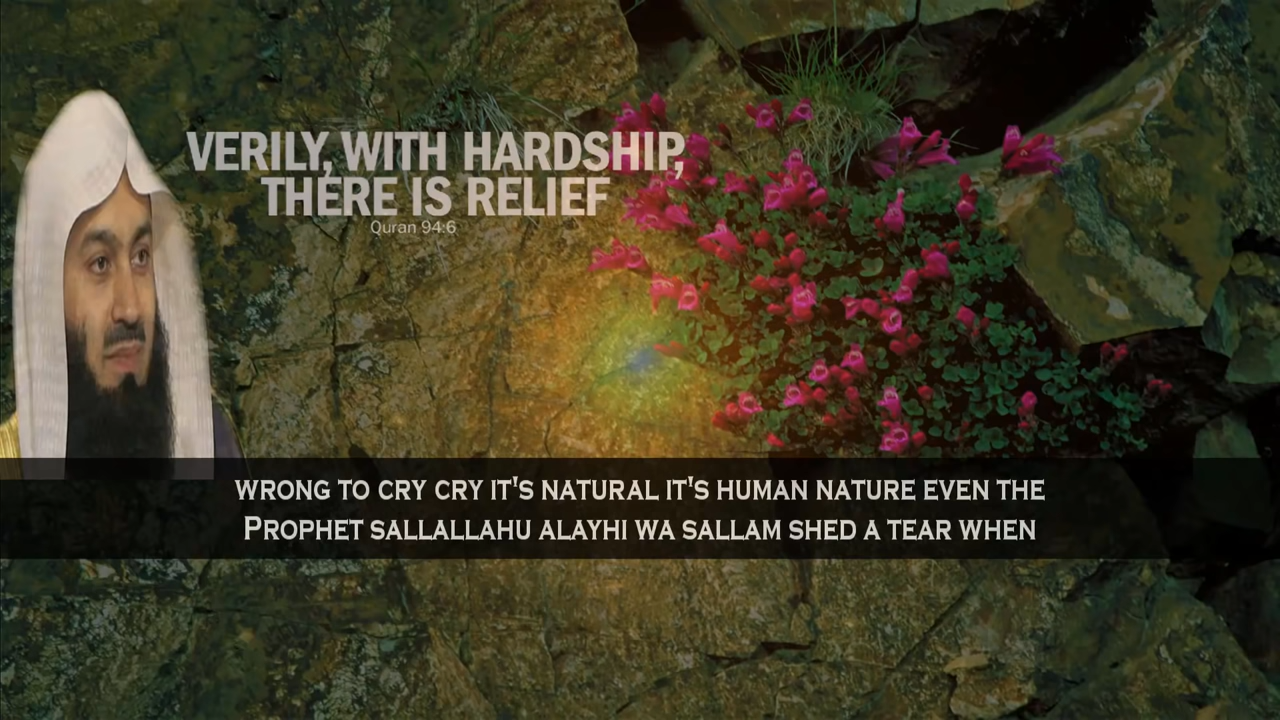 VERILY, WITH HARDSHIP,
THERE IS RELIEF
Quran 94:6
WRONG TO CRY CRY IT'S NATURAL IT'S HUMAN NATURE EVEN THE
PROPHET SALLALLAHU ALAYHI WA SALLAM SHED A TEAR WHEN